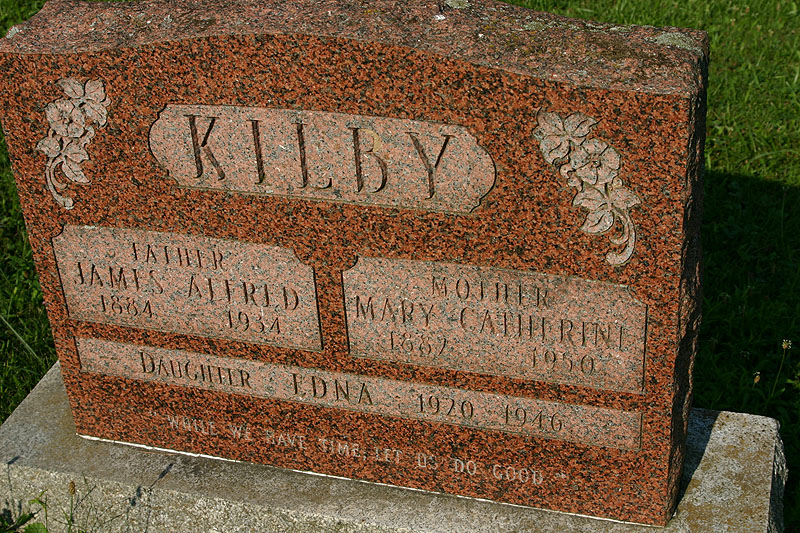 KILBY
FATHER
JAMES ALFRED
1884 1934
MOTHER
MARY CATHERINE
1882 1950
DAUGHTER EDNA 1920 1946
"WHILE WE HAVE TIME, LET US DO GOOD"